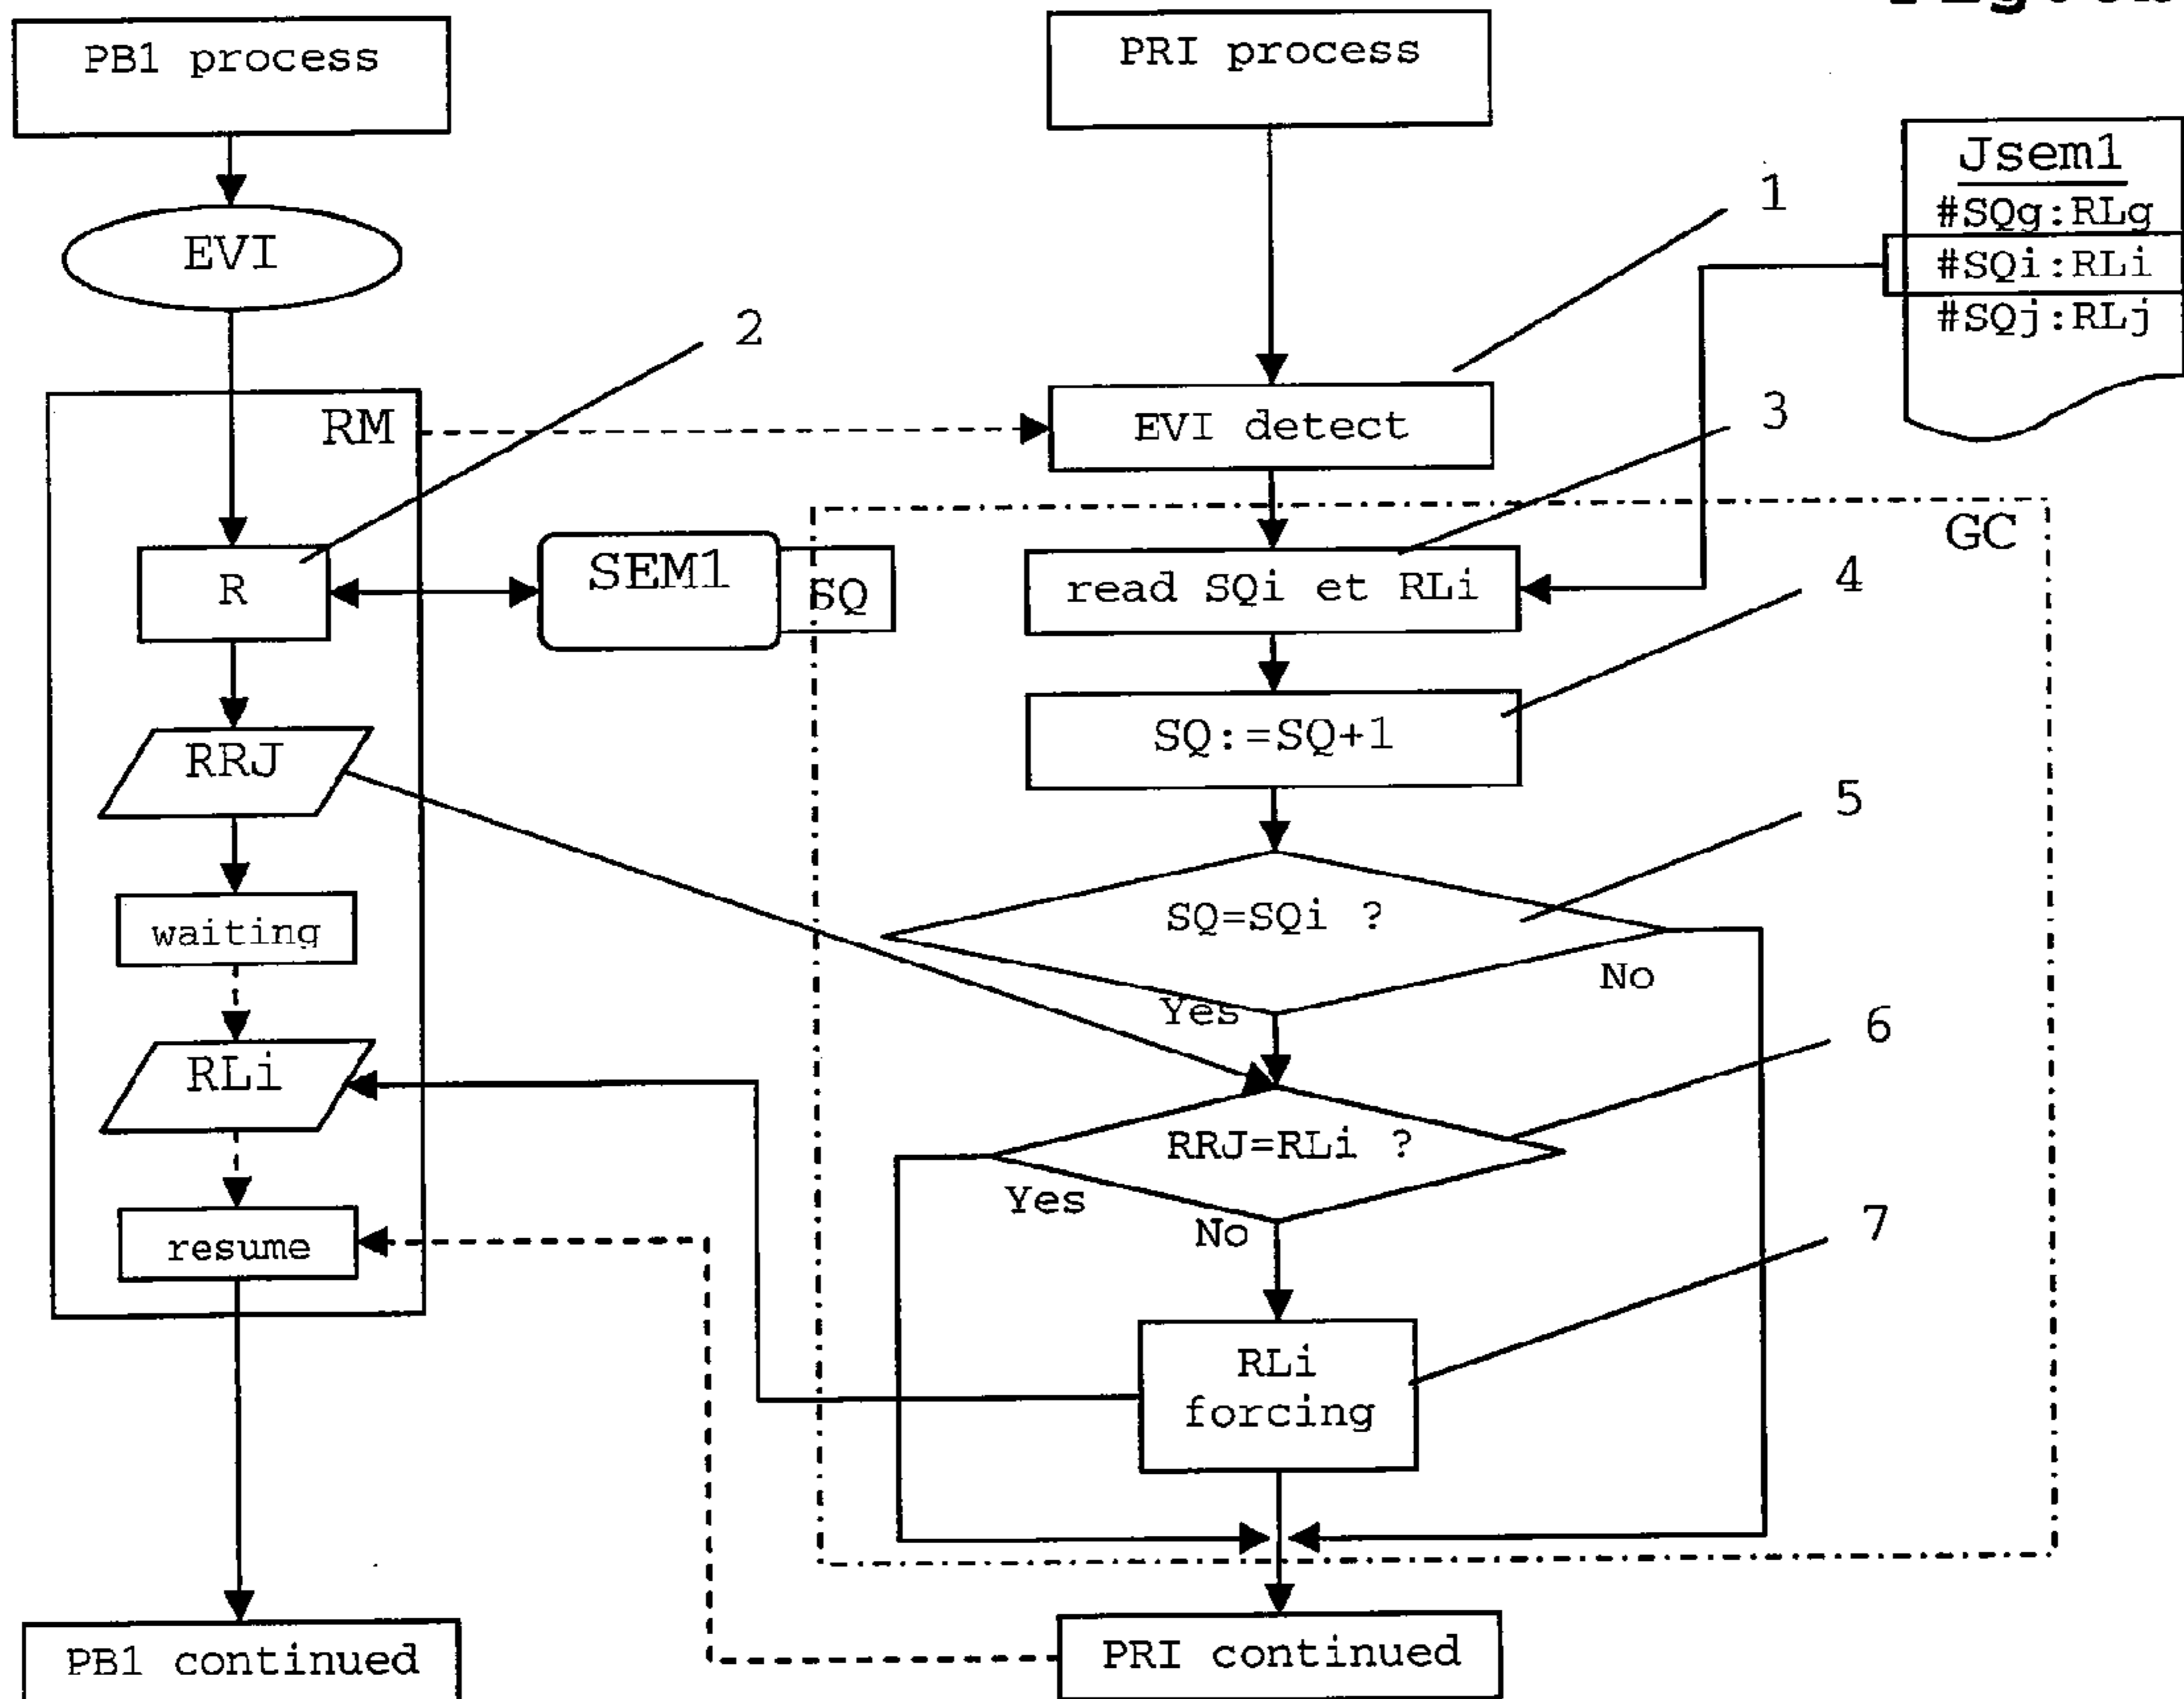 PB1 process
PRI process
Jsem1
#SQg:RLg
#SQi:RLi
#SQj:RLj
1
EVI
2
RM
EVI detect
3
GC
R
SEM1
SQ
read SQi et RLi
4
RRJ
SQ:=SQ+1
5
waiting
SQ=SQi ?
No
Yes
6
RLi
RRJ=RLi ?
Yes
No
7
resume
RLi
forcing
PB1 continued
PRI continued